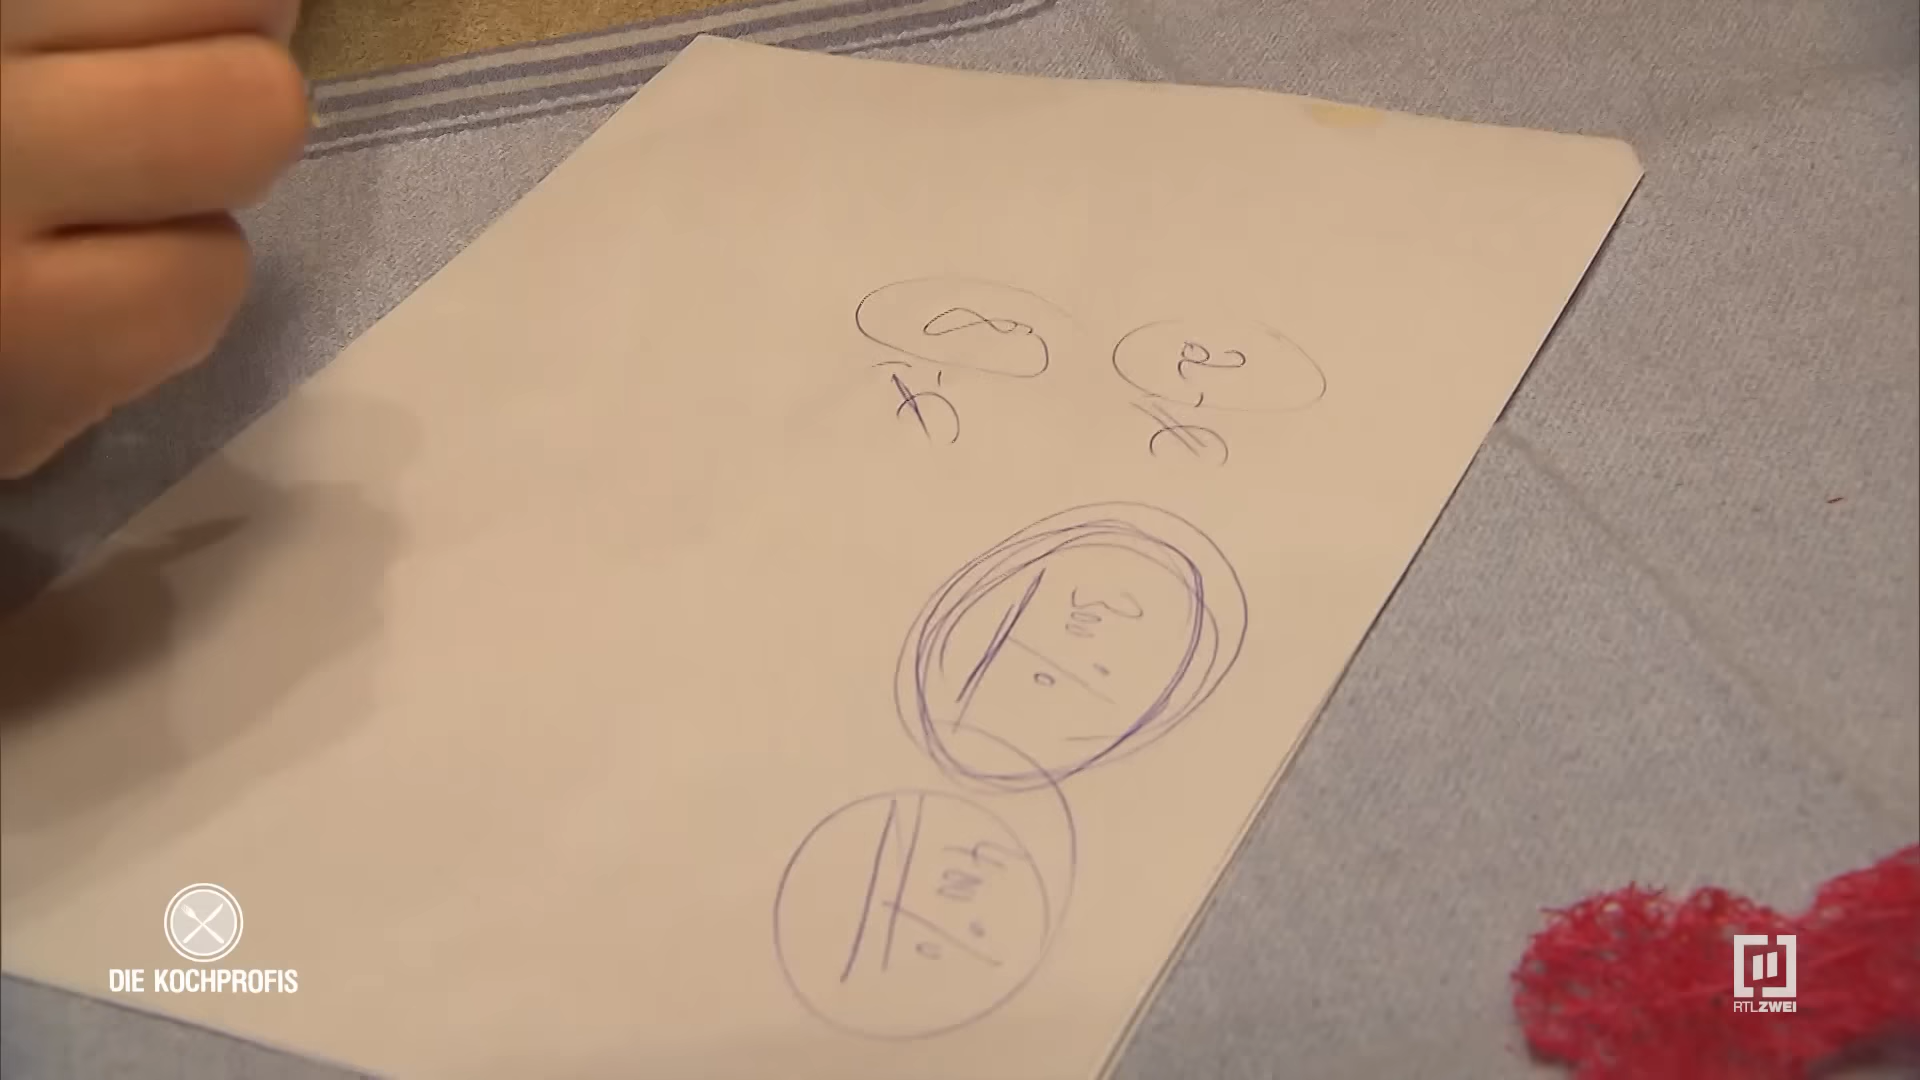 8,- €
2,- €
300 %
400 %
DIE KOCHPROFIS
RTLZWEI